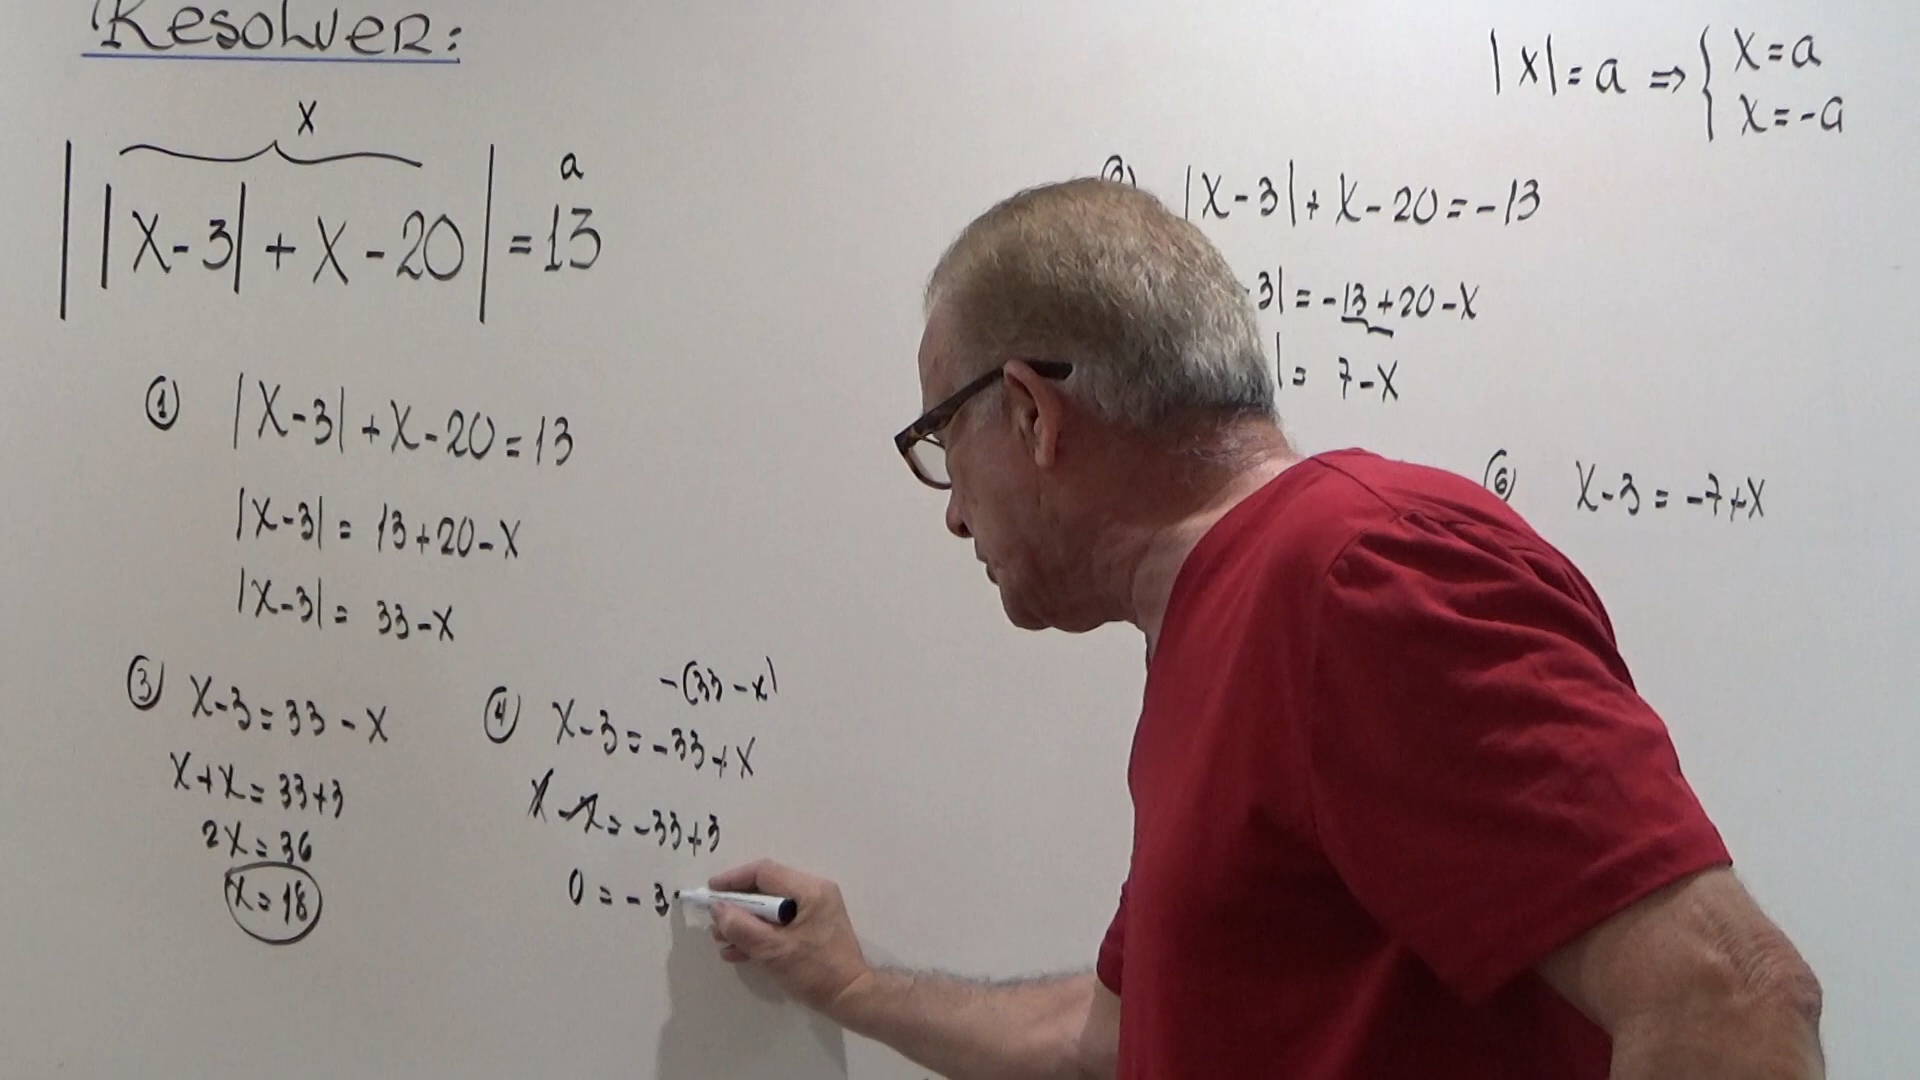 Resolver:
x
a
||x-3|+x-20|=13
① |x-3|+x-20=13
|x-3|=13+20-x
|x-3|=33-x
③ x-3=33-x
x+x=33+3
2x=36
x=18
-(33-x)
④ x-3=-33+x
x-x=-33+3
0=-3
|x|=a⇒{x=a
x=-a
|x-3|+x-20=-13
3|=-13+20-x
|=7-x
⑥ x-3=-7+x